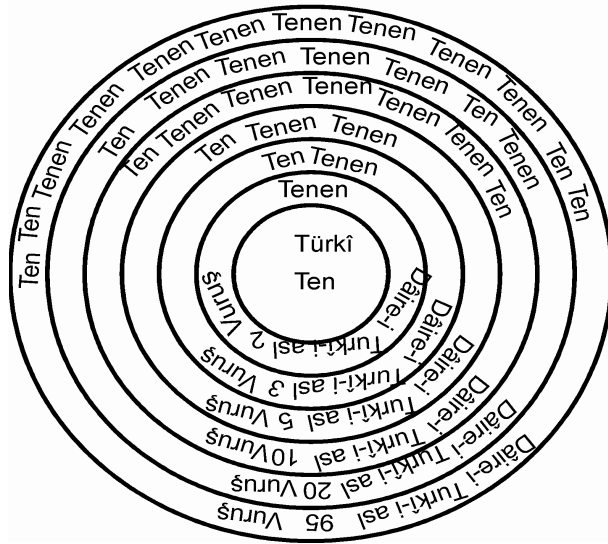 Ten Ten Tenen Tenen Tenen Tenen Tenen Tenen Tenen Tenen Ten Ten
Ten Tenen Tenen Tenen Tenen Ten Tenen
Ten Tenen Tenen Tenen Tenen Tenen Ten
Ten Tenen Tenen
Ten Tenen
Tenen
Türkî
Ten
Dâire-i Turkî-i asl 2 Vuruş
Dâire-i Turkî-i asl 3 Vuruş
Dâire-i Turkî-i asl 5 Vuruş
Dâire-i Turkî-i asl 10 Vuruş
Dâire-i Turkî-i asl 20 Vuruş
Dâire-i Turkî-i asl 95 Vuruş